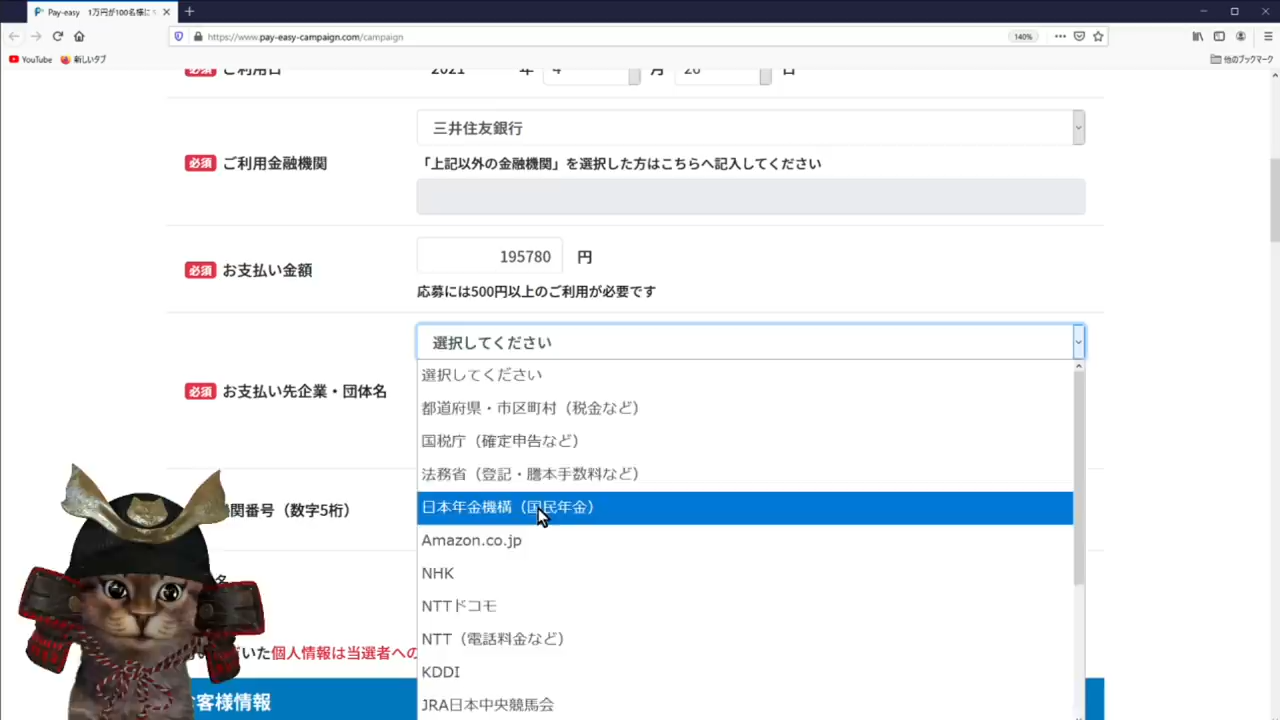 Pay-easy 1万円が100名様に
https://www.pay-easy-campaign.com/campaign
140%
YouTube
新しいタブ
他のブックマーク
必須 ご利用日
2021 年 4 月 26 日
三井住友銀行
必須 ご利用金融機関
「上記以外の金融機関」を選択した方はこちらへ記入してください
必須 お支払い金額
195780 円
応募には500円以上のご利用が必要です
選択してください
必須 お支払い先企業・団体名
選択してください
都道府県・市区町村（税金など）
国税庁（確定申告など）
法務省（登記・謄本手数料など）
日本年金機構（国民年金）
関番号（数字5桁）
Amazon.co.jp
NHK
名
NTTドコモ
NTT（電話料金など）
いた個人情報は当選者への
KDDI
客様情報
JRA日本中央競馬会